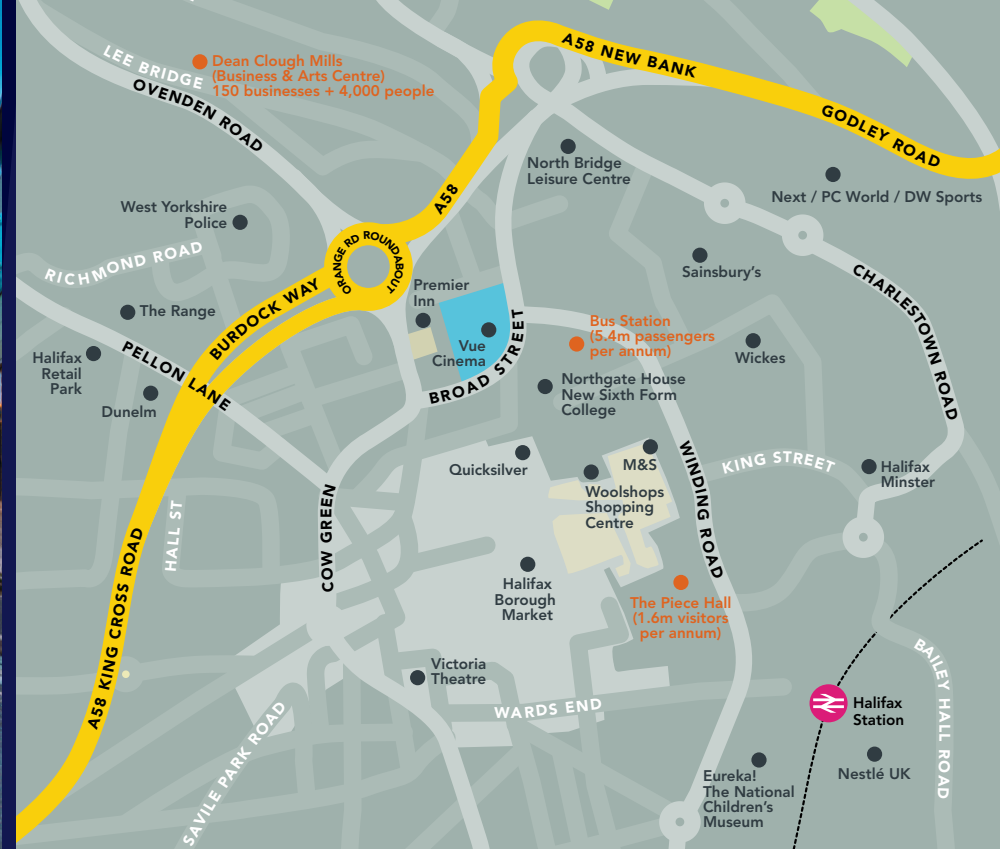 A58 NEW BANK
LEE BRIDGE
Dean Clough Mills
(Business & Arts Centre)
150 businesses + 4,000 people
OVENDEN ROAD
GODLEY ROAD
North Bridge
Leisure Centre
Next / PC World / DW Sports
A58
West Yorkshire
Police
ORANGE RD ROUNDABOUT
RICHMOND ROAD
Sainsbury's
CHARLESTOWN ROAD
Premier
Inn
BURDOCK WAY
The Range
Vue
Cinema
BROAD STREET
Bus Station
(5.4m passengers
per annum)
Wickes
Halifax
Retail
Park
PELLON LANE
Dunelm
Northgate House
New Sixth Form
College
Quicksilver
M&S
WINDING ROAD
KING STREET
Halifax
Minster
Woolshops
Shopping
Centre
HALL ST
COW GREEN
A58 KING CROSS ROAD
Halifax
Borough
Market
The Piece Hall
(1.6m visitors
per annum)
Victoria
Theatre
WARDS END
BAILEY HALL ROAD
Halifax
Station
SAVILE PARK ROAD
Nestlé UK
Eureka!
The National
Children's
Museum